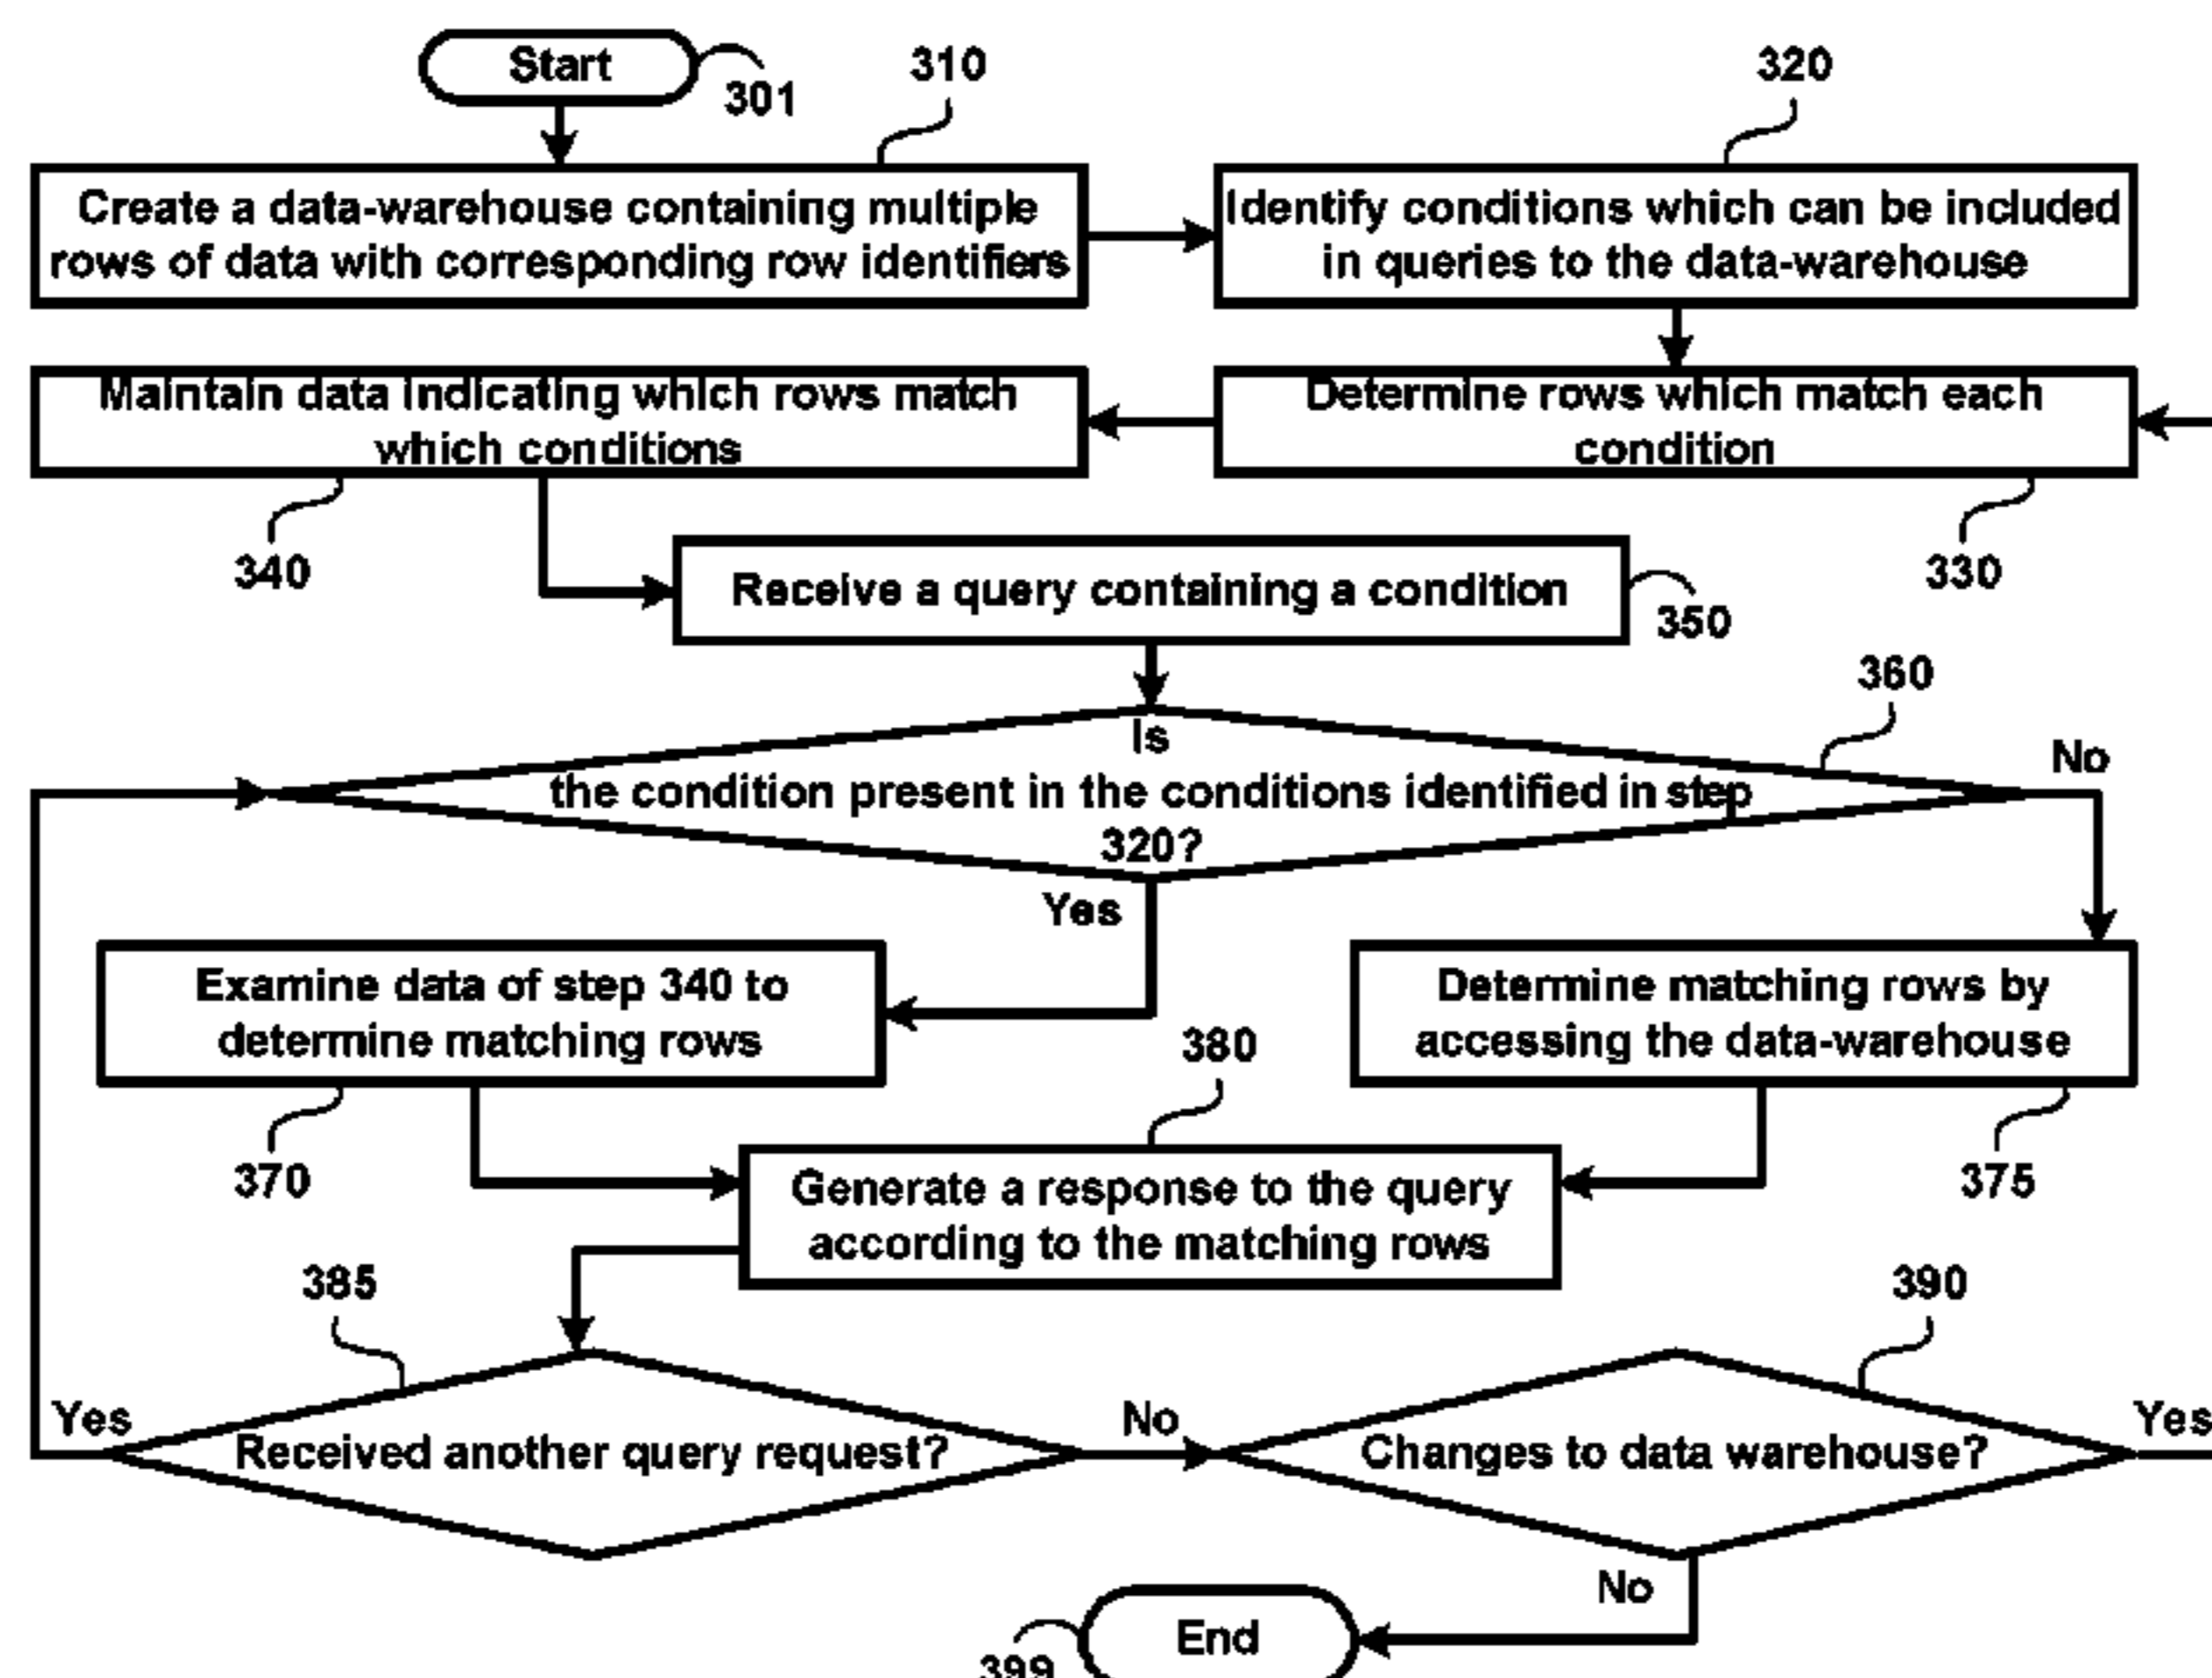 Start
301
310
320
Create a data-warehouse containing multiple
rows of data with corresponding row identifiers
Identify conditions which can be included
in queries to the data-warehouse
Maintain data indicating which rows match
which conditions
Determine rows which match each
condition
340
330
Receive a query containing a condition
350
360
Is
the condition present in the conditions identified in step
320?
No
Yes
Examine data of step 340 to
determine matching rows
Determine matching rows by
accessing the data-warehouse
380
370
375
Generate a response to the query
according to the matching rows
385
390
Yes
Received another query request?
No
Changes to data warehouse?
Yes
No
End
399